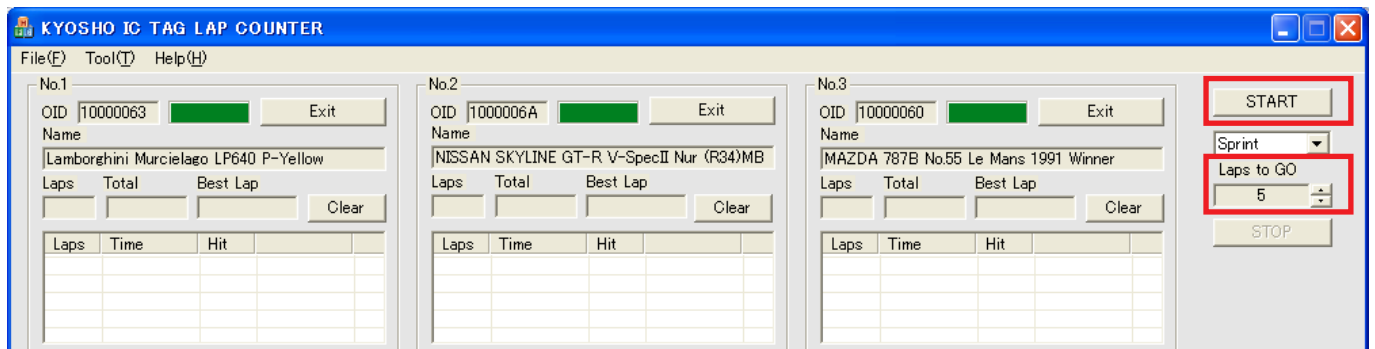 KYOSHO IC TAG LAP COUNTER
File(F) Tool(T) Help(H)
No.1
OID 10000063 Exit
Name
Lamborghini Murcielago LP640 P-Yellow
Laps Total Best Lap
Clear
Laps Time Hit
No.2
OID 1000006A Exit
Name
NISSAN SKYLINE GT-R V-SpecⅡ Nur (R34)MB
Laps Total Best Lap
Clear
Laps Time Hit
No.3
OID 10000060 Exit
Name
MAZDA 787B No.55 Le Mans 1991 Winner
Laps Total Best Lap
Clear
Laps Time Hit
START
Sprint
Laps to GO
5
STOP